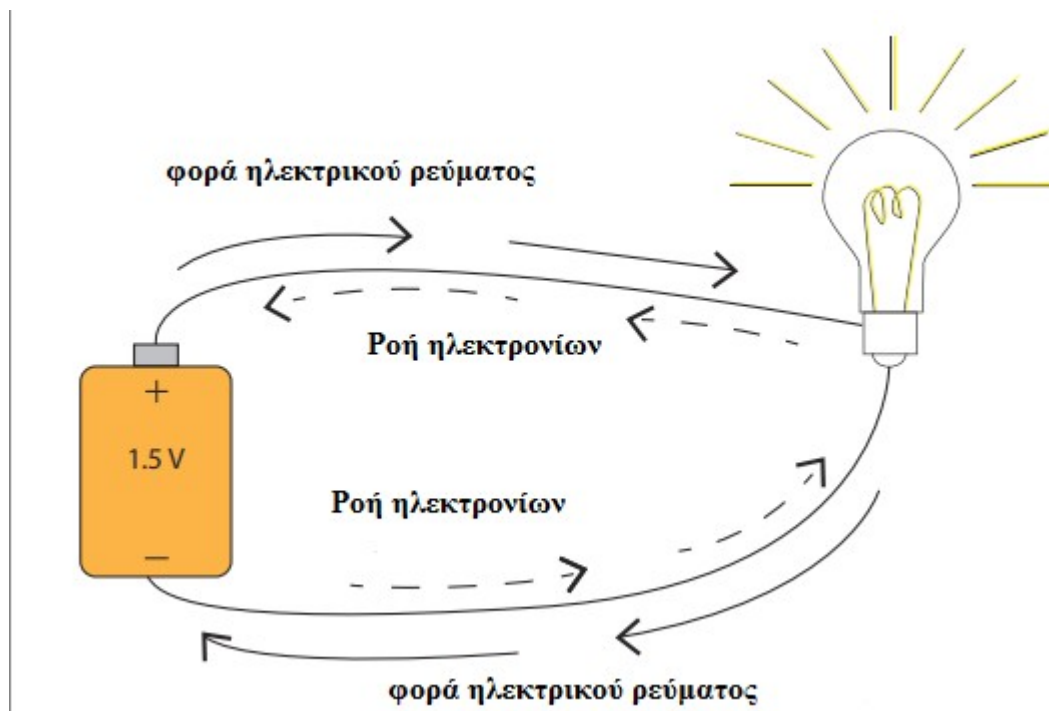 φορά ηλεκτρικού ρεύματος
Ροή ηλεκτρονίων
+
1.5 V
Ροή ηλεκτρονίων
−
φορά ηλεκτρικού ρεύματος